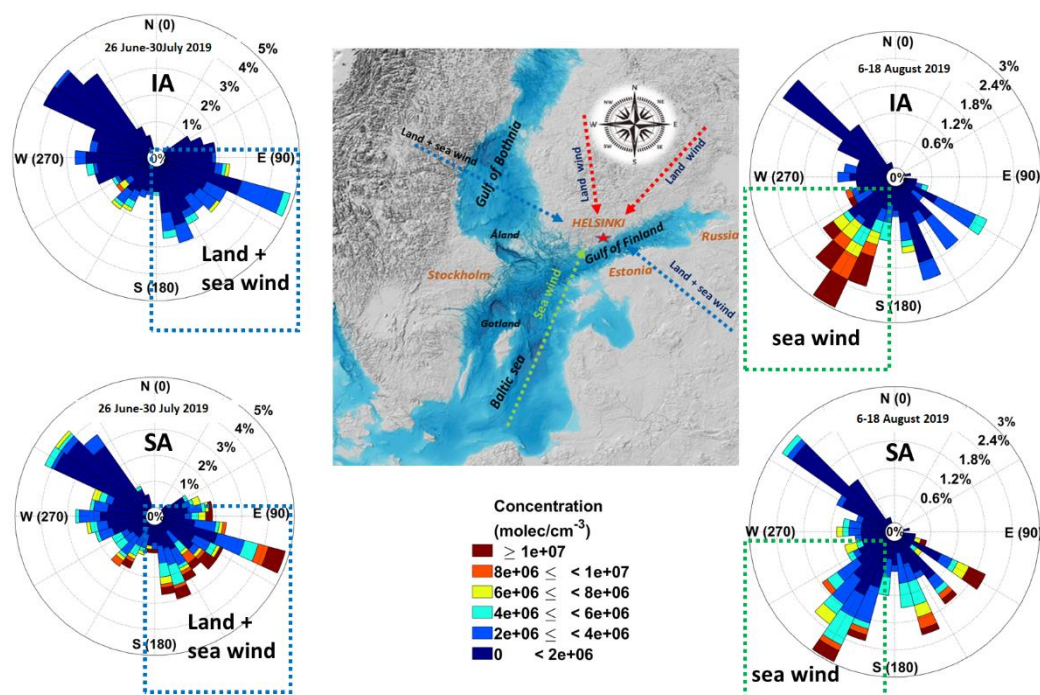 N (0)
26 June-30July 2019
IA
5%
4%
3%
2%
1%
0%
W (270)
E (90)
S (180)
Land +
sea wind
N (0)
26 June-30 July 2019
SA
5%
4%
3%
2%
1%
0%
W (270)
E (90)
S (180)
Land +
sea wind
N
NW
NE
W
E
SW
SE
S
Land + sea wind
Gulf of Bothnia
Land wind
Land wind
HELSINKI
Gulf of Finland
Russia
Åland
Stockholm
Estonia
Sea wind
Land + sea wind
Gotland
Baltic sea
Concentration
(molec/cm-3)
≥ 1e+07
8e+06 ≤ < 1e+07
6e+06 ≤ < 8e+06
4e+06 ≤ < 6e+06
2e+06 ≤ < 4e+06
0 < 2e+06
N (0)
6-18 August 2019
IA
3%
2.4%
1.8%
1.2%
0.6%
0%
W (270)
E (90)
S (180)
sea wind
N (0)
6-18 August 2019
SA
3%
2.4%
1.8%
1.2%
0.6%
0%
W (270)
E (90)
S (180)
sea wind